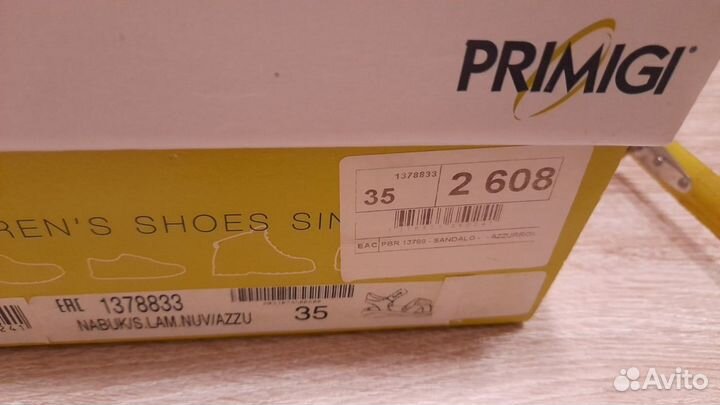 PRIMIGI
REN'S SHOES SIN
1378833
35
2 608
EAC PBR 13788 - SANDALO - - AZZURRO\
EAC 1378833
35
NABUK/S.LAM.NUV/AZZU
Avito